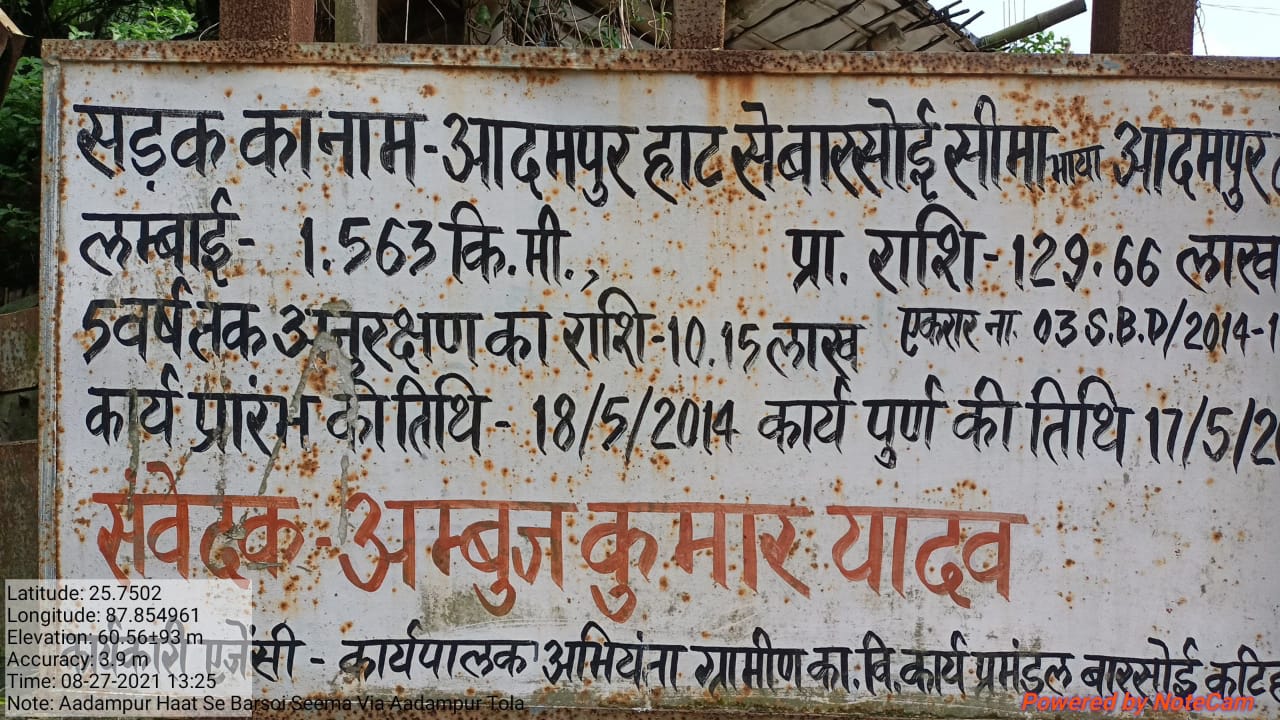 सड़क का नाम - आदमपुर हाट से बारसोई सीमा भाया आदमपुर
लम्बाई - 1.563 कि.मी., प्रा. राशि - 129.66 लाख
5 वर्ष तक अनुरक्षण का राशि - 10.15 लाख एकरार ना. 03 S.B.D/2014-1
कार्य प्रारंभ की तिथि - 18/5/2014 कार्य पुर्ण की तिथि 17/5/2
संवेदक - अम्बुज कुमार यादव
कार्यकारी एजेंसी - कार्यपालक अभियंता ग्रामीण का. वि. कार्य प्रमंडल बारसोई
Latitude: 25.7502
Longitude: 87.854961
Elevation: 60.56±93 m
Accuracy: 3.9 m
Time: 08-27-2021 13:25
Note: Aadampur Haat Se Barsoi Seema Via Aadampur Tola
Powered by NoteCam